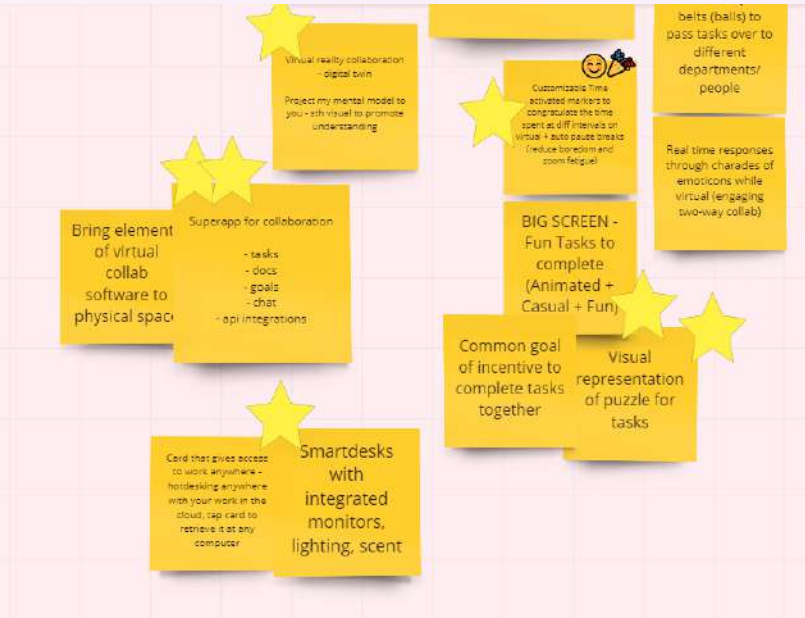 Virtual reality collaboration
- digital twin
Project my mental model to
you - sth visual to promote
understanding
belts (balls) to
pass tasks over to
different
departments/
people
Customizable Time
activated markers to
congratulate the time
spent at diff intervals on
virtual + auto pause breaks
(reduce boredom and
zoom fatigue)
Real time responses
through charades of
emoticons while
virtual (engaging
two-way collab)
Bring element
of virtual
collab
software to
physical space
Superapp for collaboration
- tasks
- docs
- goals
- chat
- api integrations
BIG SCREEN -
Fun Tasks to
complete
(Animated +
Casual + Fun)
Common goal
of incentive to
complete tasks
together
Visual
representation
of puzzle for
tasks
Card that gives access
to work anywhere -
hotdesking anywhere
with your work in the
cloud, tap card to
retrieve it at any
computer
Smartdesks
with
integrated
monitors,
lighting, scent